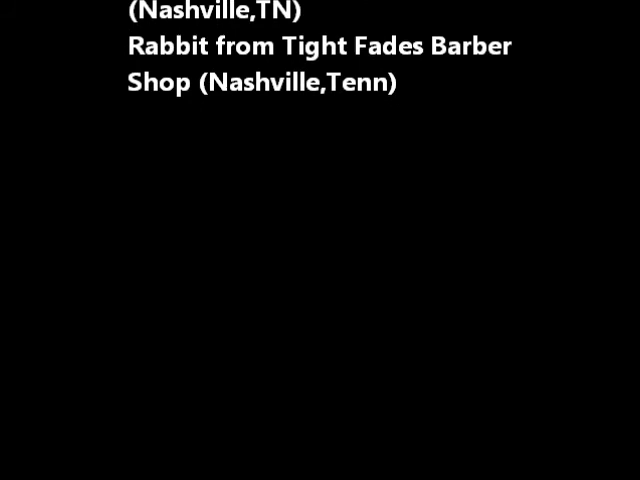 (Nashville,TN)
Rabbit from Tight Fades Barber
Shop (Nashville,Tenn)